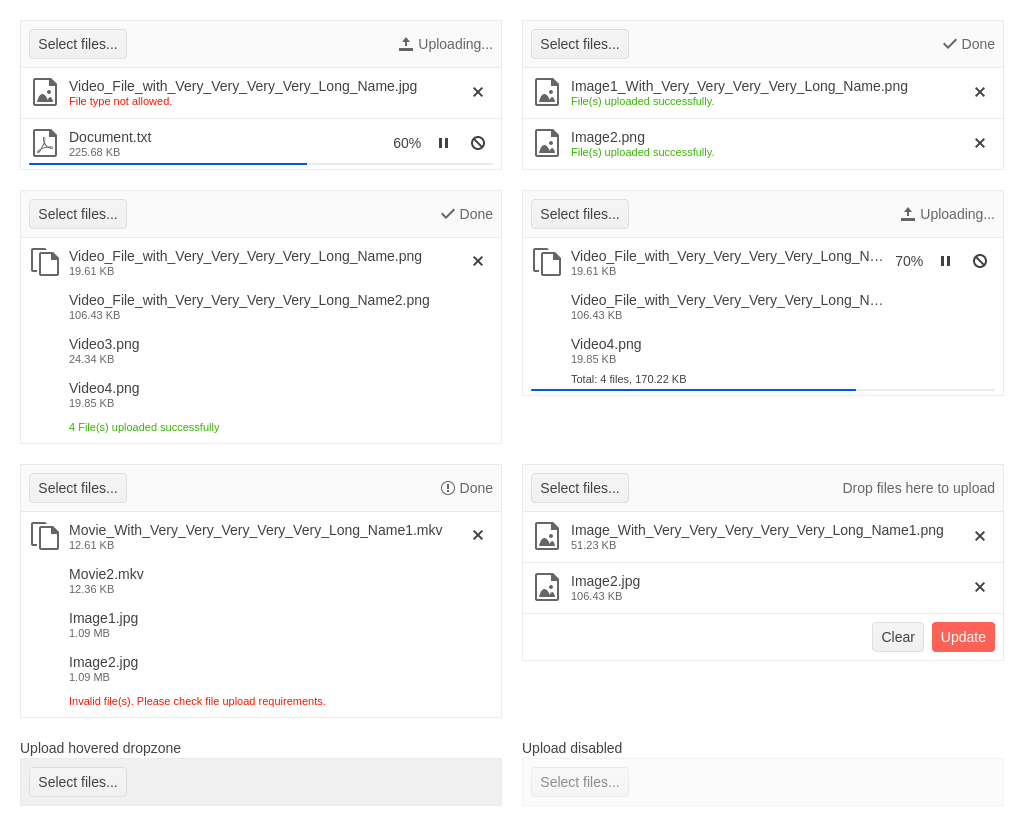 Select files...
Uploading...
Video_File_with_Very_Very_Very_Very_Long_Name.jpg
File type not allowed.
Document.txt
225.68 KB
60%
Select files...
Done
Image1_With_Very_Very_Very_Very_Long_Name.png
File(s) uploaded successfully.
Image2.png
File(s) uploaded successfully.
Select files...
Done
Video_File_with_Very_Very_Very_Very_Long_Name.png
19.61 KB
Video_File_with_Very_Very_Very_Very_Long_Name2.png
106.43 KB
Video3.png
24.34 KB
Video4.png
19.85 KB
4 File(s) uploaded successfully
Select files...
Uploading...
Video_File_with_Very_Very_Very_Very_Long_N...
70%
19.61 KB
Video_File_with_Very_Very_Very_Very_Long_N...
106.43 KB
Video4.png
19.85 KB
Total: 4 files, 170.22 KB
Select files...
Done
Movie_With_Very_Very_Very_Very_Very_Long_Name1.mkv
12.61 KB
Movie2.mkv
12.36 KB
Image1.jpg
1.09 MB
Image2.jpg
1.09 MB
Invalid file(s). Please check file upload requirements.
Select files...
Drop files here to upload
Image_With_Very_Very_Very_Very_Very_Long_Name1.png
51.23 KB
Image2.jpg
106.43 KB
Clear
Update
Upload hovered dropzone
Select files...
Upload disabled
Select files...